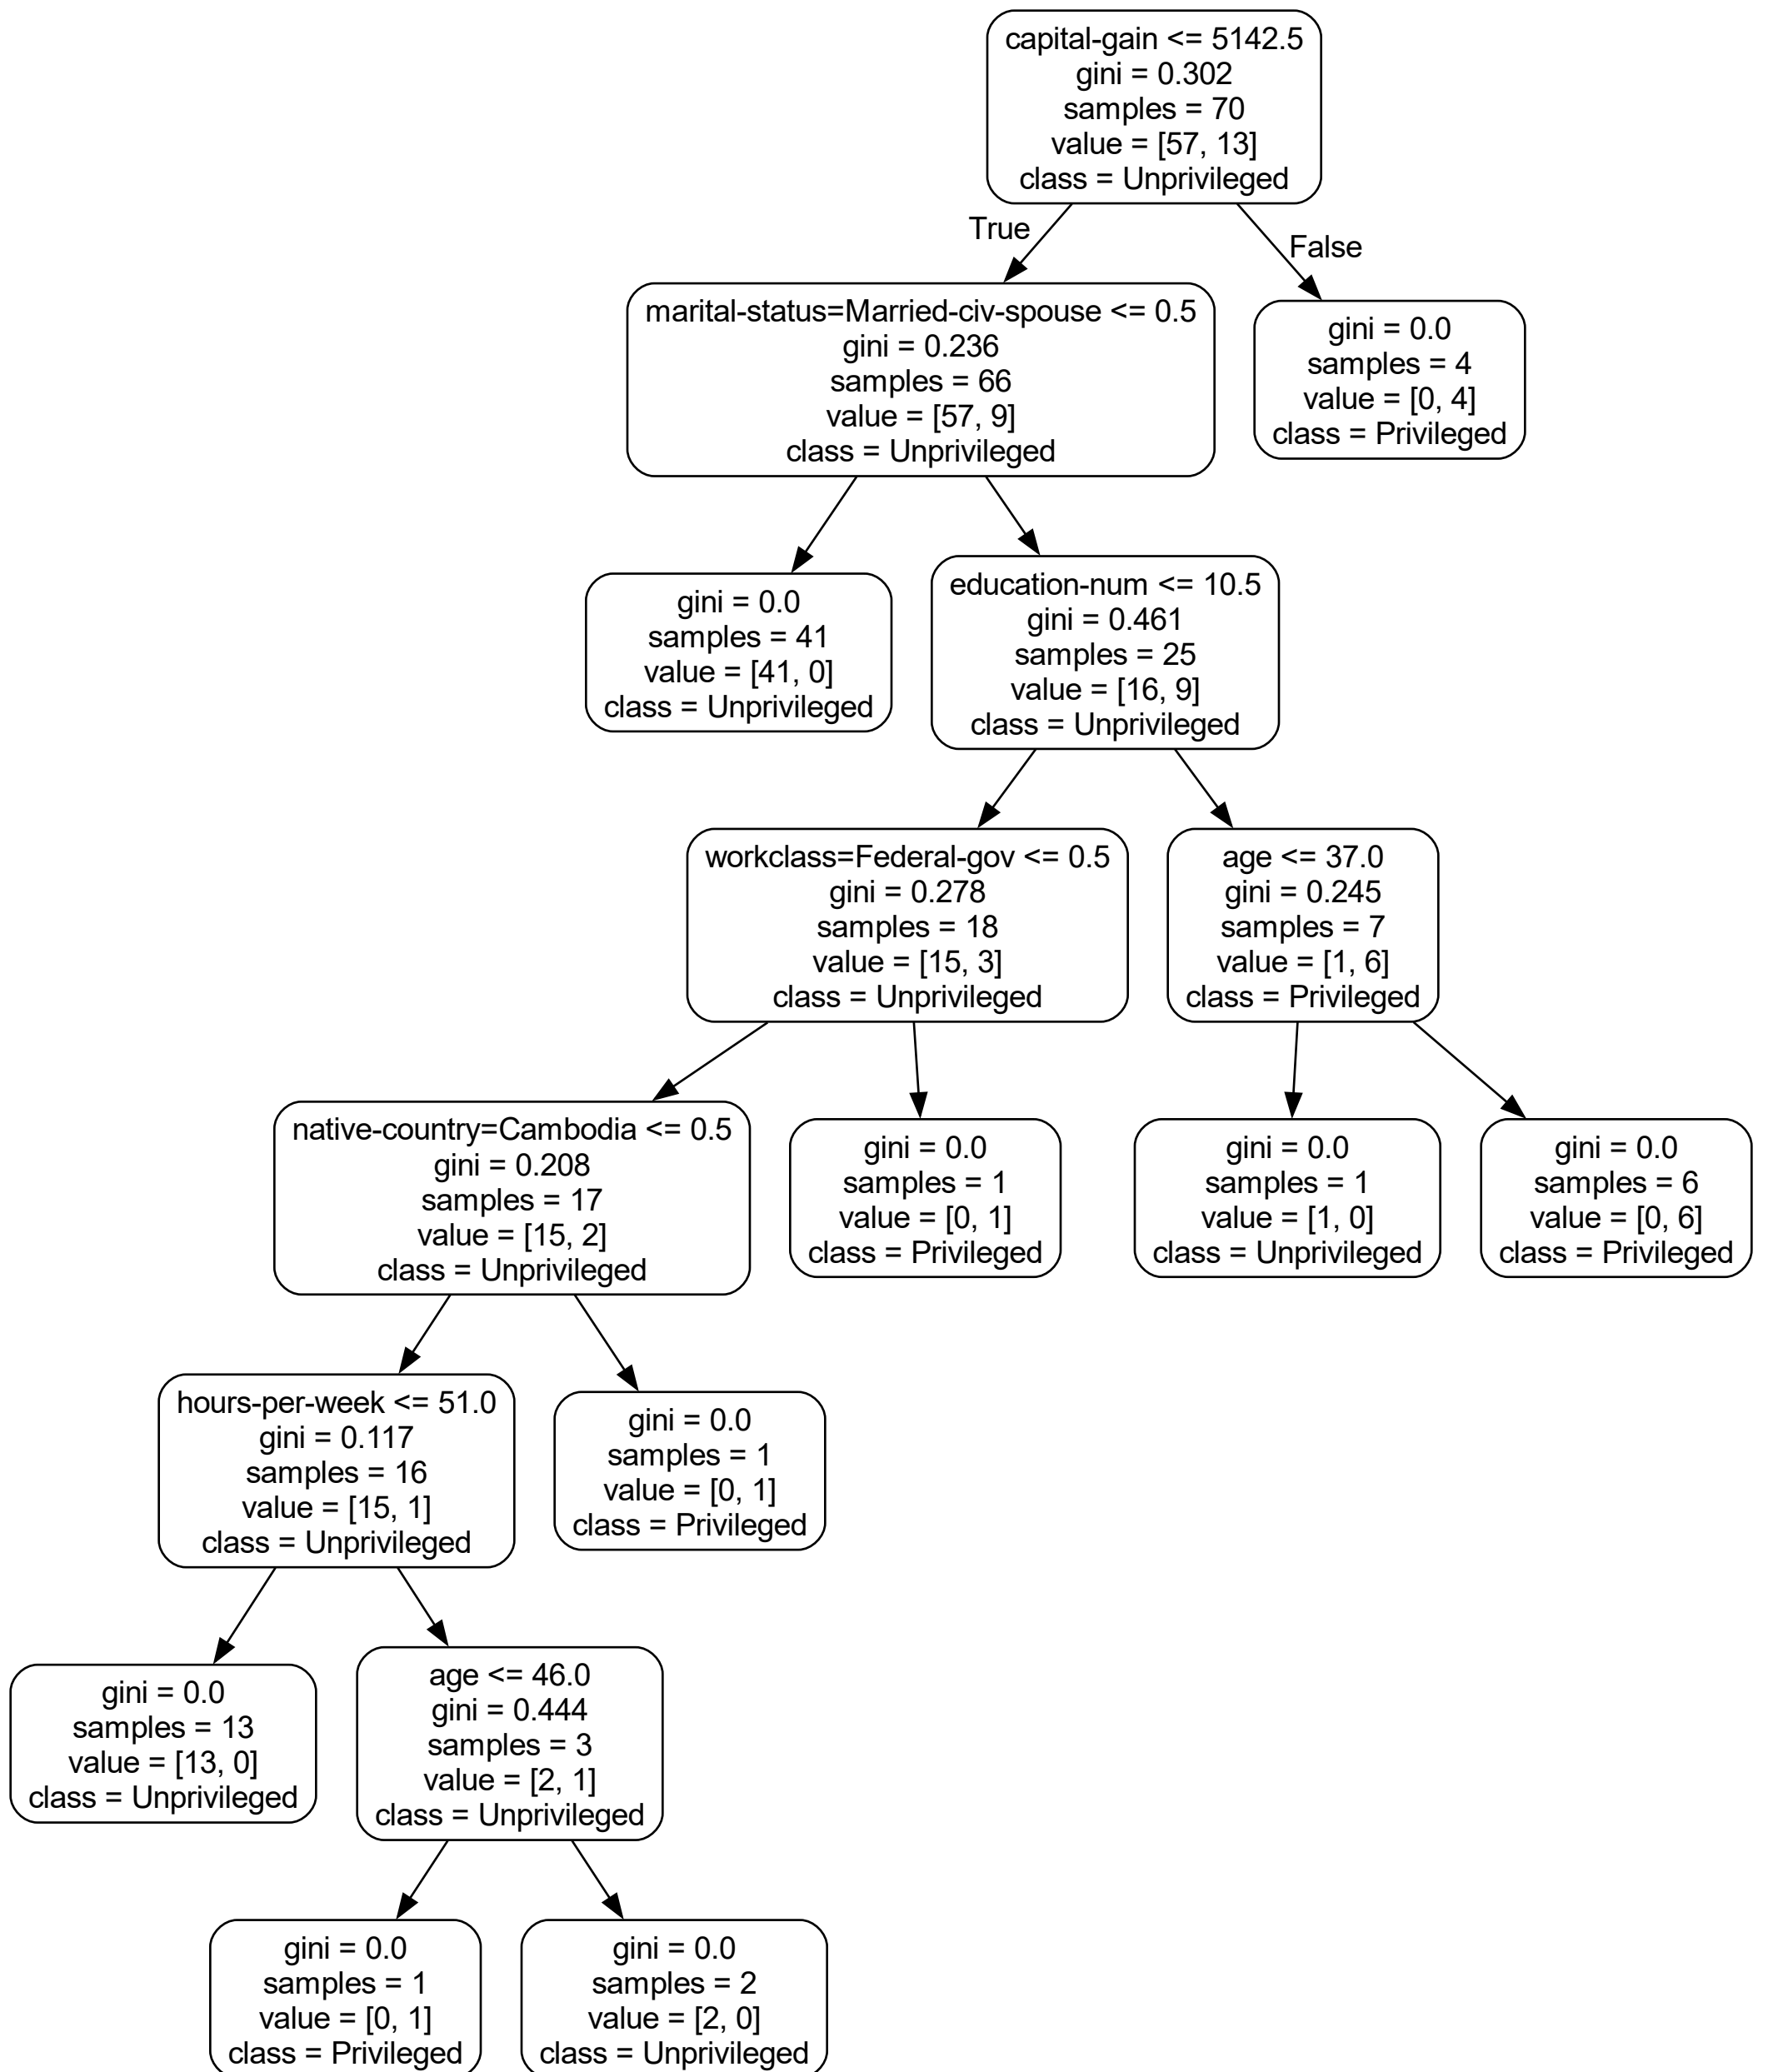 capital-gain <= 5142.5
gini = 0.302
samples = 70
value = [57, 13]
class = Unprivileged
True
False
marital-status=Married-civ-spouse <= 0.5
gini = 0.236
samples = 66
value = [57, 9]
class = Unprivileged
gini = 0.0
samples = 4
value = [0, 4]
class = Privileged
gini = 0.0
samples = 41
value = [41, 0]
class = Unprivileged
education-num <= 10.5
gini = 0.461
samples = 25
value = [16, 9]
class = Unprivileged
workclass=Federal-gov <= 0.5
gini = 0.278
samples = 18
value = [15, 3]
class = Unprivileged
age <= 37.0
gini = 0.245
samples = 7
value = [1, 6]
class = Privileged
native-country=Cambodia <= 0.5
gini = 0.208
samples = 17
value = [15, 2]
class = Unprivileged
gini = 0.0
samples = 1
value = [0, 1]
class = Privileged
gini = 0.0
samples = 1
value = [1, 0]
class = Unprivileged
gini = 0.0
samples = 6
value = [0, 6]
class = Privileged
hours-per-week <= 51.0
gini = 0.117
samples = 16
value = [15, 1]
class = Unprivileged
gini = 0.0
samples = 1
value = [0, 1]
class = Privileged
gini = 0.0
samples = 13
value = [13, 0]
class = Unprivileged
age <= 46.0
gini = 0.444
samples = 3
value = [2, 1]
class = Unprivileged
gini = 0.0
samples = 1
value = [0, 1]
class = Privileged
gini = 0.0
samples = 2
value = [2, 0]
class = Unprivileged